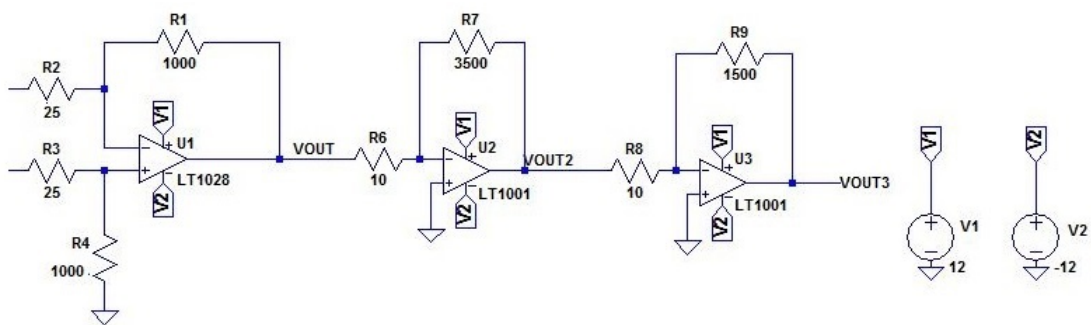 R1
1000
R2
25
V1
U1
R3
25
LT1028
V2
R4
1000
VOUT
R7
3500
R6
10
V1
U2
VOUT2
LT1001
V2
R9
1500
R8
10
V1
U3
VOUT3
LT1001
V2
V1
V1
12
V2
V2
-12